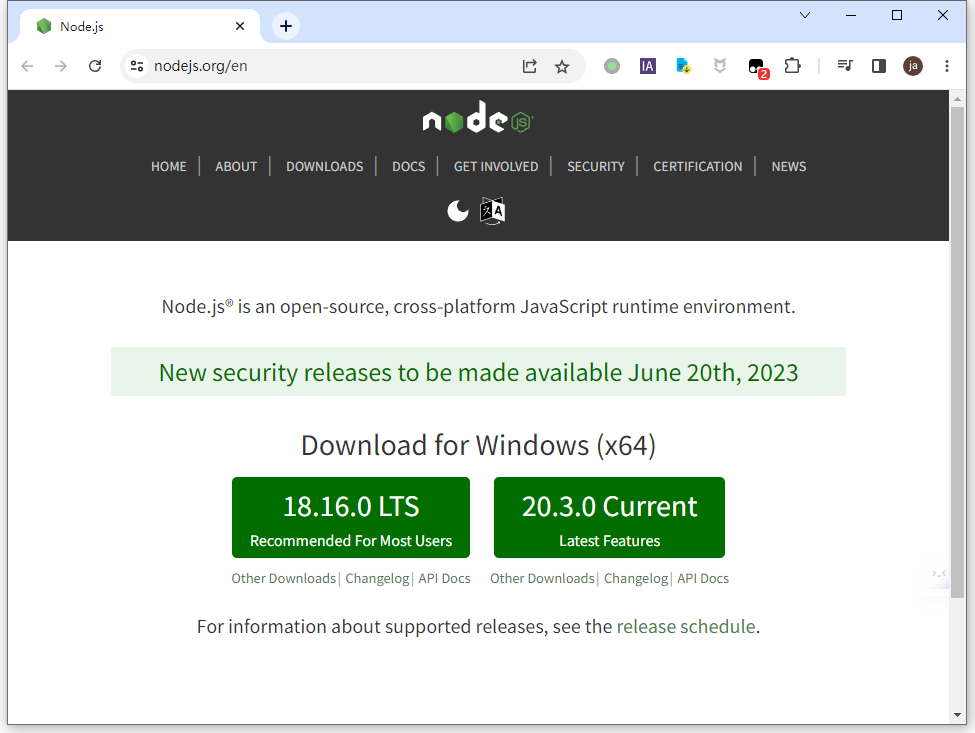 Node.js
nodejs.org/en
IA
2
ja
node
JS
HOME | ABOUT | DOWNLOADS | DOCS | GET INVOLVED | SECURITY | CERTIFICATION | NEWS
A
Node.js® is an open-source, cross-platform JavaScript runtime environment.
New security releases to be made available June 20th, 2023
Download for Windows (x64)
18.16.0 LTS
Recommended For Most Users
20.3.0 Current
Latest Features
Other Downloads | Changelog | API Docs
Other Downloads | Changelog | API Docs
For information about supported releases, see the release schedule.